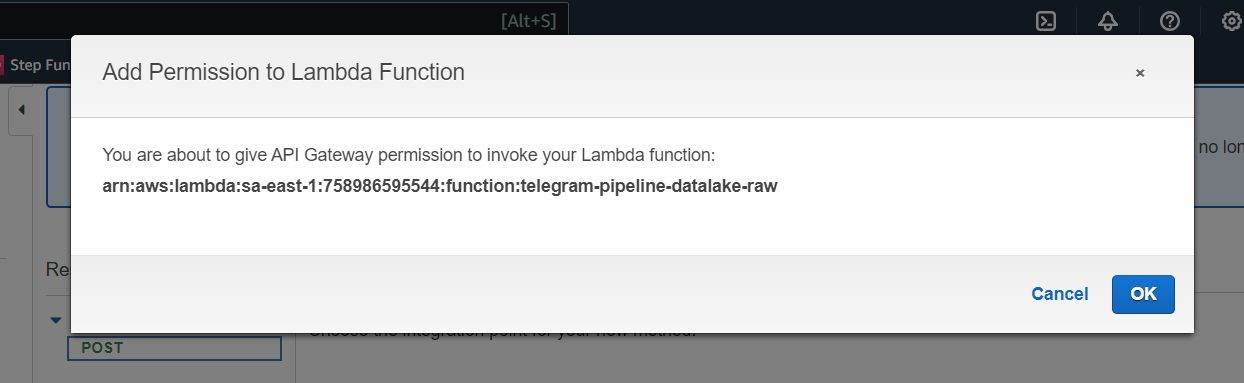 [Alt+S]
Step Fun
Add Permission to Lambda Function
×
no lon
You are about to give API Gateway permission to invoke your Lambda function:
arn:aws:lambda:sa-east-1:758986595544:function:telegram-pipeline-datalake-raw
Re
Cancel
OK
Choose the integration point for your new method.
POST